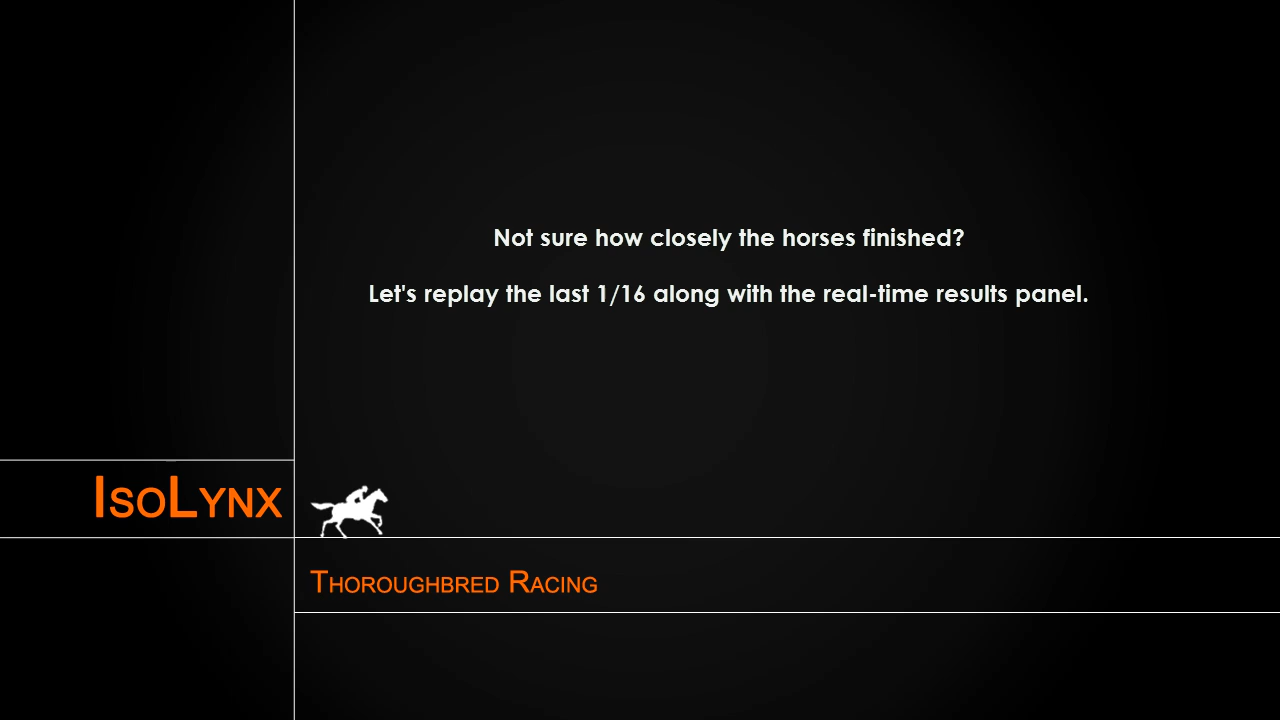 Not sure how closely the horses finished?
Let's replay the last 1/16 along with the real-time results panel.
IsoLynx
Thoroughbred Racing